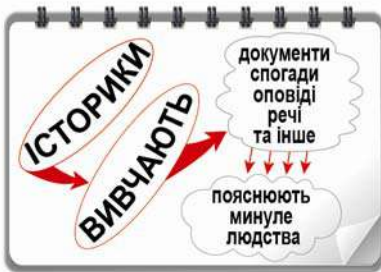 ІСТОРИКИ
ВИВЧАЮТЬ
документи
спогади
оповіді
речі
та інше
пояснюють
минуле
людства